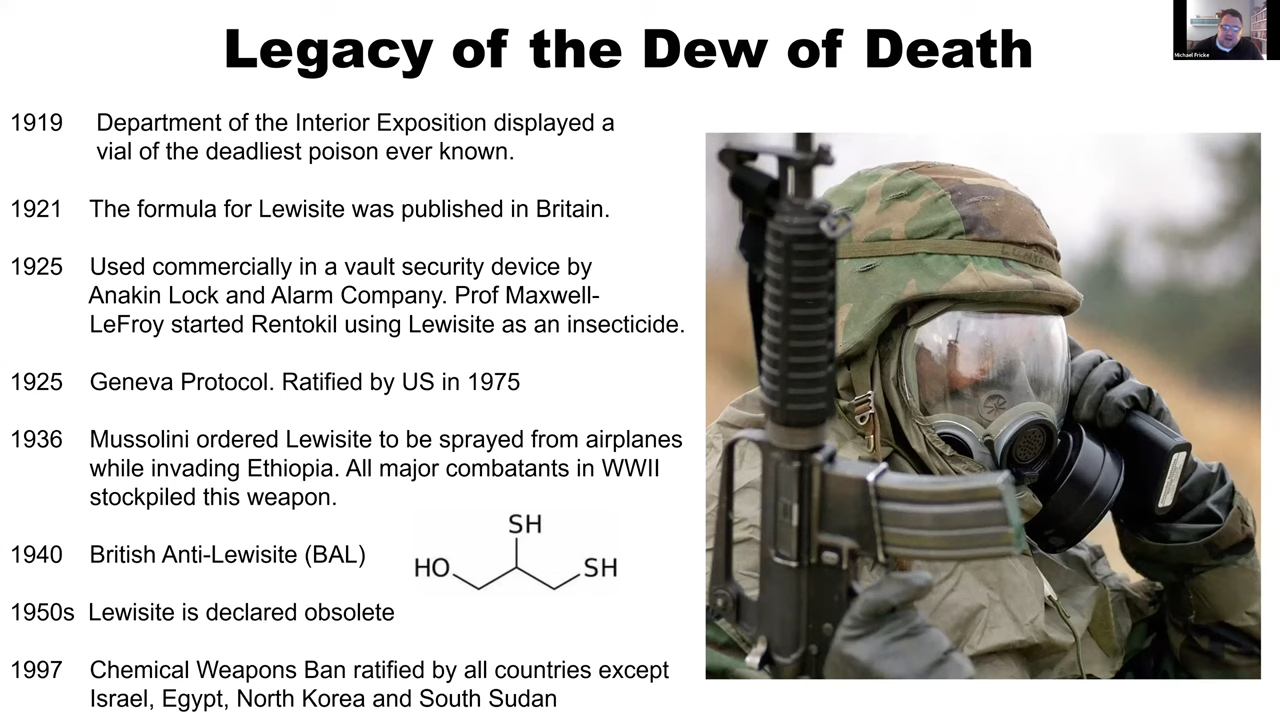 Legacy of the Dew of Death
Michael Fricke
1919 Department of the Interior Exposition displayed a
vial of the deadliest poison ever known.
1921 The formula for Lewisite was published in Britain.
1925 Used commercially in a vault security device by
Anakin Lock and Alarm Company. Prof Maxwell-
LeFroy started Rentokil using Lewisite as an insecticide.
1925 Geneva Protocol. Ratified by US in 1975
1936 Mussolini ordered Lewisite to be sprayed from airplanes
while invading Ethiopia. All major combatants in WWII
stockpiled this weapon.
1940 British Anti-Lewisite (BAL)
SH
HO
SH
1950s Lewisite is declared obsolete
1997 Chemical Weapons Ban ratified by all countries except
Israel, Egypt, North Korea and South Sudan